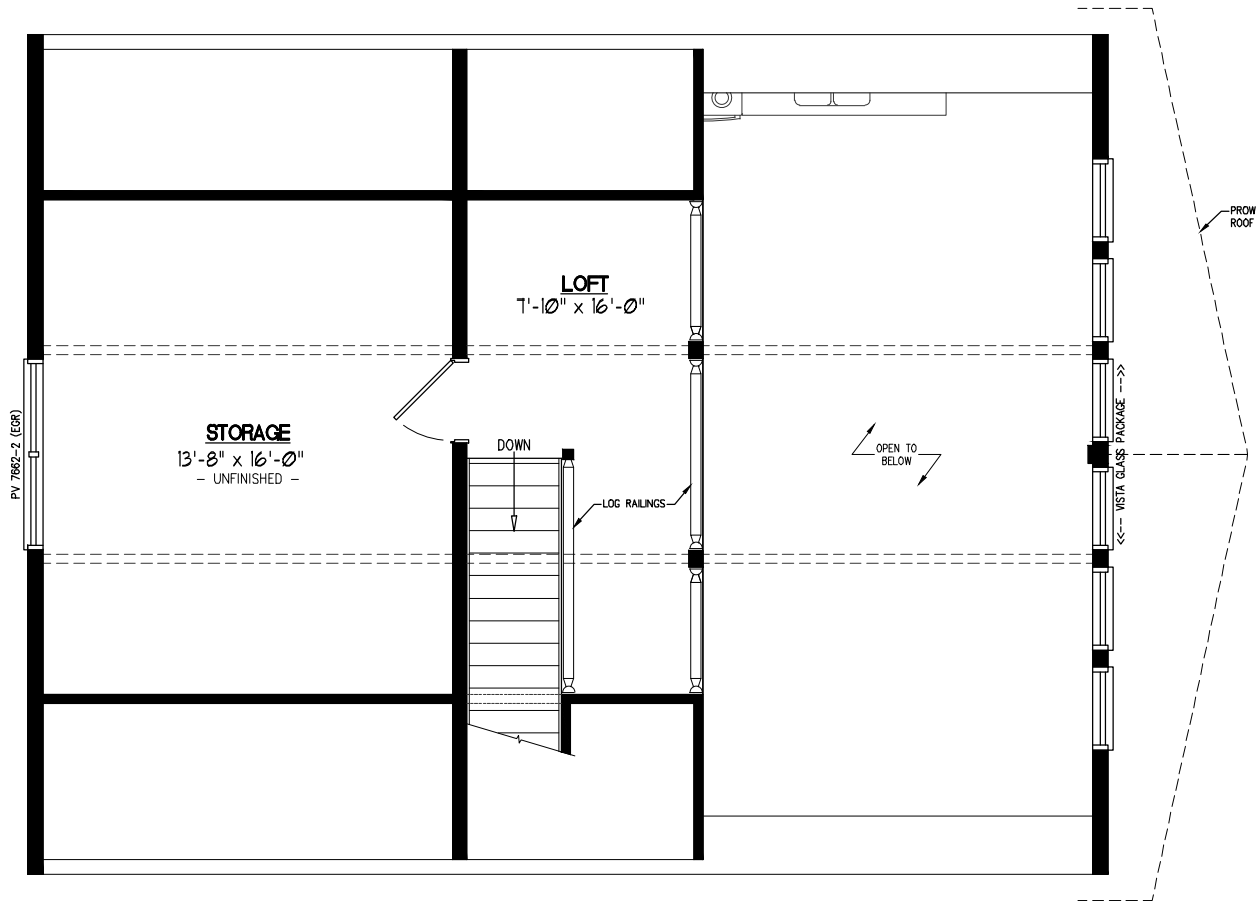 PROW
ROOF
LOFT
7'-10" x 16'-0"
STORAGE
13'-8" x 16'-0"
- UNFINISHED -
PV 7662-2 (EGR)
DOWN
LOG RAILINGS
OPEN TO
BELOW
<<-- VISTA GLASS PACKAGE -->>